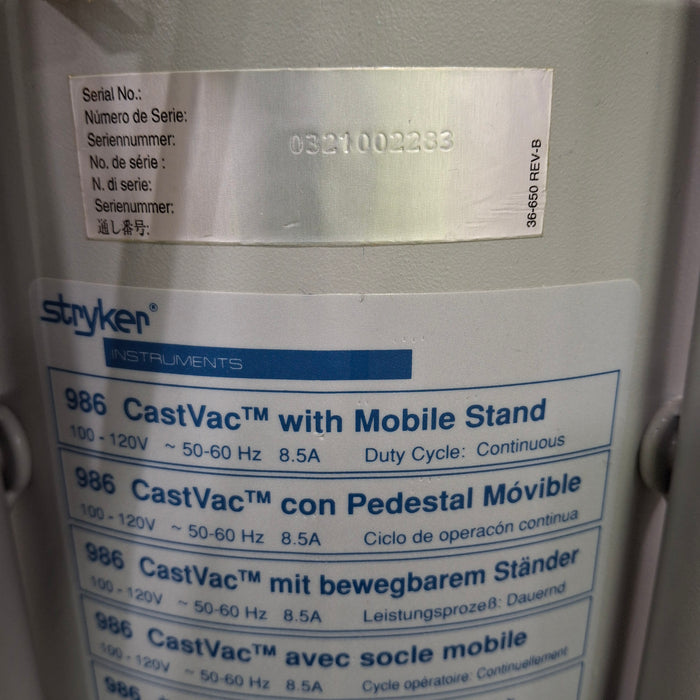 Serial No.:
Número de Serie:
Seriennummer:
No. de série :
N. di serie:
Serienummer:
通し番号:
0321002283
36-650 REV-B
stryker®
INSTRUMENTS
986 CastVac™ with Mobile Stand
100 - 120V ~ 50-60 Hz 8.5A Duty Cycle: Continuous
986 CastVac™ con Pedestal Móvible
100 - 120V ~ 50-60 Hz 8.5A Ciclo de operacón continua
986 CastVac™ mit bewegbarem Ständer
100 - 120V ~ 50-60 Hz 8.5A Leistungsprozeß: Dauernd
986 CastVac™ avec socle mobile
100 - 120V ~ 50-60 Hz 8.5A Cycle opératoire: Continuellement
986